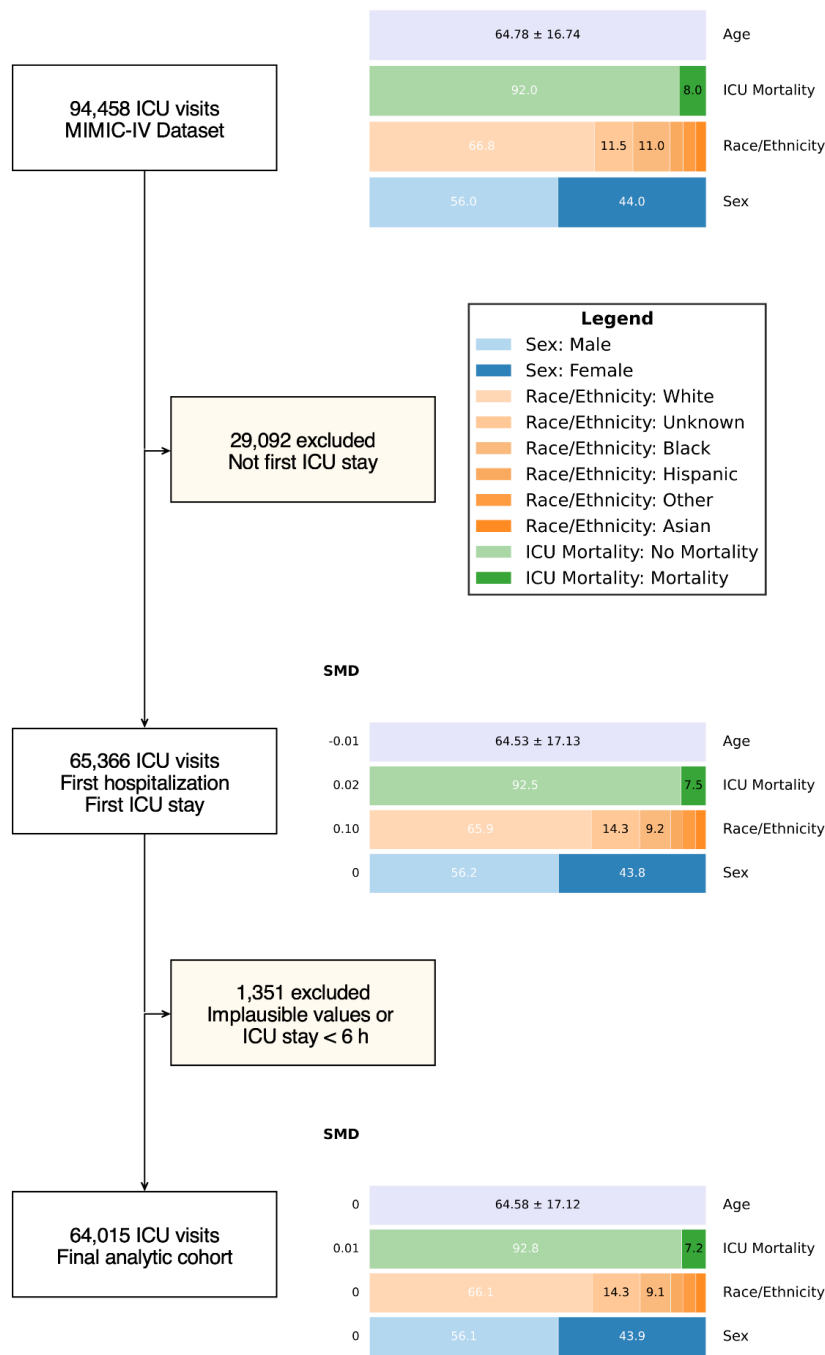 94,458 ICU visits
MIMIC-IV Dataset
64.78 ± 16.74
Age
92.0
8.0
ICU Mortality
66.8
11.5
11.0
Race/Ethnicity
56.0
44.0
Sex
Legend
Sex: Male
Sex: Female
Race/Ethnicity: White
Race/Ethnicity: Unknown
Race/Ethnicity: Black
Race/Ethnicity: Hispanic
Race/Ethnicity: Other
Race/Ethnicity: Asian
ICU Mortality: No Mortality
ICU Mortality: Mortality
29,092 excluded
Not first ICU stay
65,366 ICU visits
First hospitalization
First ICU stay
SMD
-0.01
64.53 ± 17.13
Age
0.02
92.5
7.5
ICU Mortality
0.10
65.9
14.3
9.2
Race/Ethnicity
0
56.2
43.8
Sex
1,351 excluded
Implausible values or
ICU stay < 6 h
64,015 ICU visits
Final analytic cohort
SMD
0
64.58 ± 17.12
Age
0.01
92.8
7.2
ICU Mortality
0
66.1
14.3
9.1
Race/Ethnicity
0
56.1
43.9
Sex